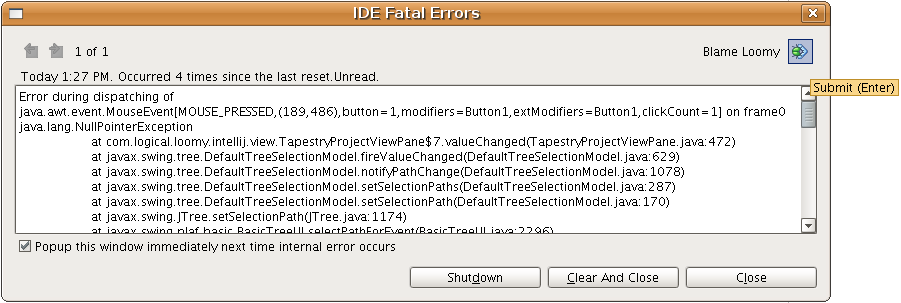 IDE Fatal Errors
1 of 1
Blame Loomy
Submit (Enter)
Today 1:27 PM. Occurred 4 times since the last reset.Unread.
Error during dispatching of
java.awt.event.MouseEvent[MOUSE_PRESSED,(189,486),button=1,modifiers=Button1,extModifiers=Button1,clickCount=1] on frame0
java.lang.NullPointerException
at com.logical.loomy.intellij.view.TapestryProjectViewPane$7.valueChanged(TapestryProjectViewPane.java:472)
at javax.swing.tree.DefaultTreeSelectionModel.fireValueChanged(DefaultTreeSelectionModel.java:629)
at javax.swing.tree.DefaultTreeSelectionModel.notifyPathChange(DefaultTreeSelectionModel.java:1078)
at javax.swing.tree.DefaultTreeSelectionModel.setSelectionPaths(DefaultTreeSelectionModel.java:287)
at javax.swing.tree.DefaultTreeSelectionModel.setSelectionPath(DefaultTreeSelectionModel.java:170)
at javax.swing.JTree.setSelectionPath(JTree.java:1174)
at javax.swing.plaf.basic.BasicTreeUI.selectPathForEvent(BasicTreeUI.java:2296)
Popup this window immediately next time internal error occurs
Shutdown
Clear And Close
Close